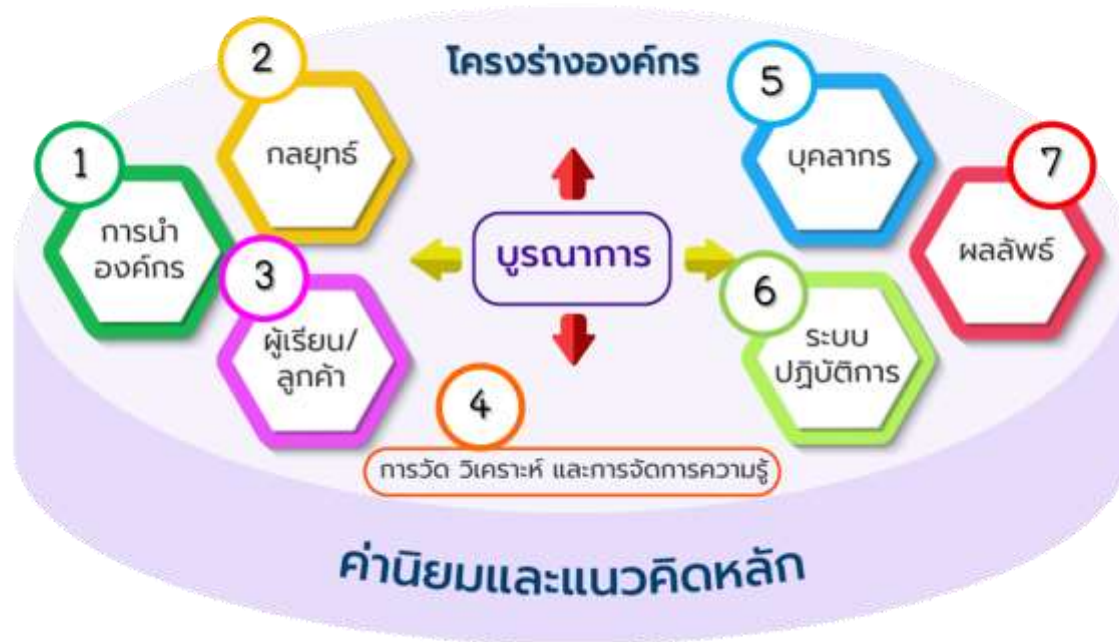 โครงร่างองค์กร
1
การนำ
องค์กร
2
กลยุทธ์
3
ผู้เรียน/
ลูกค้า
บูรณาการ
4
การวัด วิเคราะห์ และการจัดการความรู้
5
บุคลากร
6
ระบบ
ปฏิบัติการ
7
ผลลัพธ์
ค่านิยมและแนวคิดหลัก